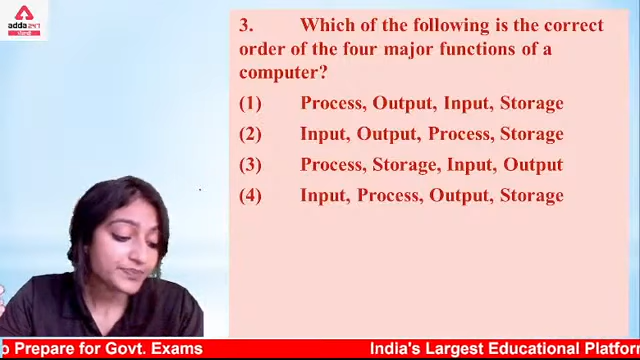 adda247
ਪੰਜਾਬੀ
3. Which of the following is the correct
order of the four major functions of a
computer?
(1) Process, Output, Input, Storage
(2) Input, Output, Process, Storage
(3) Process, Storage, Input, Output
(4) Input, Process, Output, Storage
o Prepare for Govt. Exams India's Largest Educational Platfor